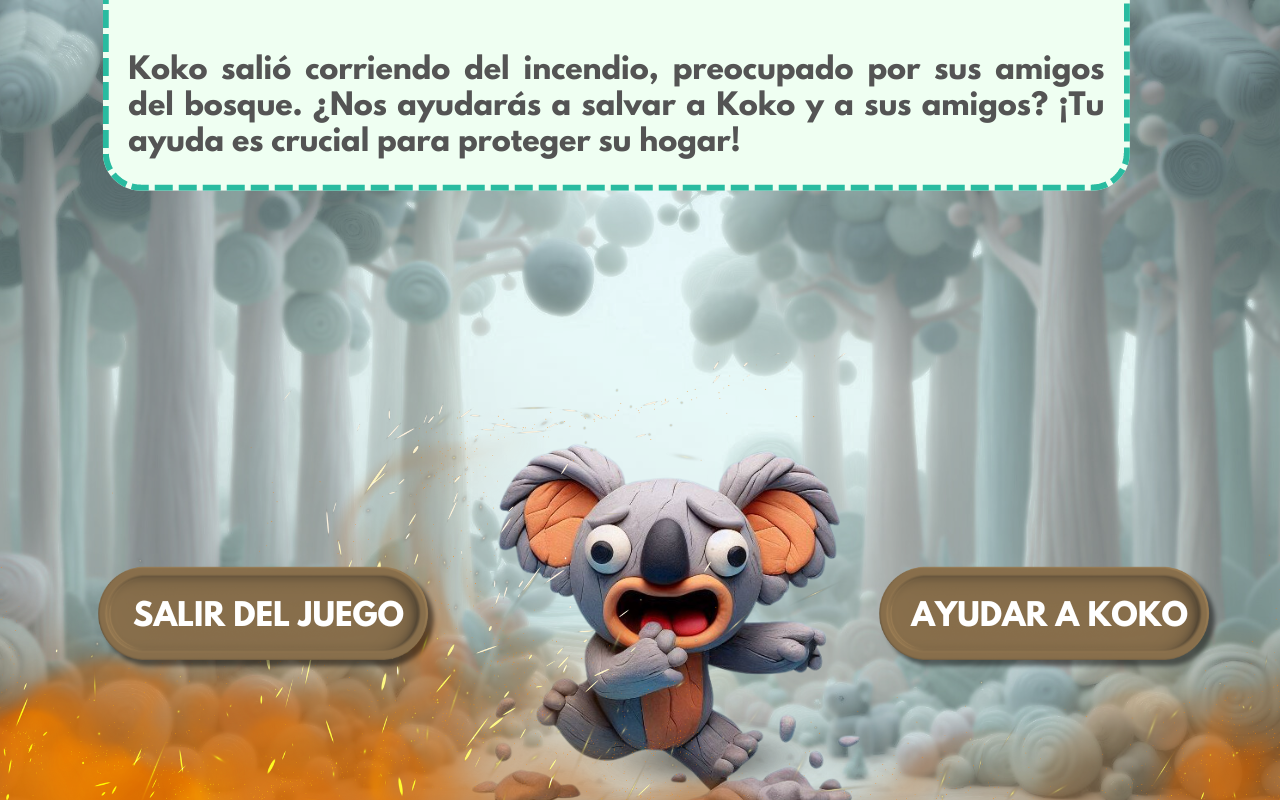 Koko salió corriendo del incendio, preocupado por sus amigos
del bosque. ¿Nos ayudarás a salvar a Koko y a sus amigos? ¡Tu
ayuda es crucial para proteger su hogar!
SALIR DEL JUEGO
AYUDAR A KOKO